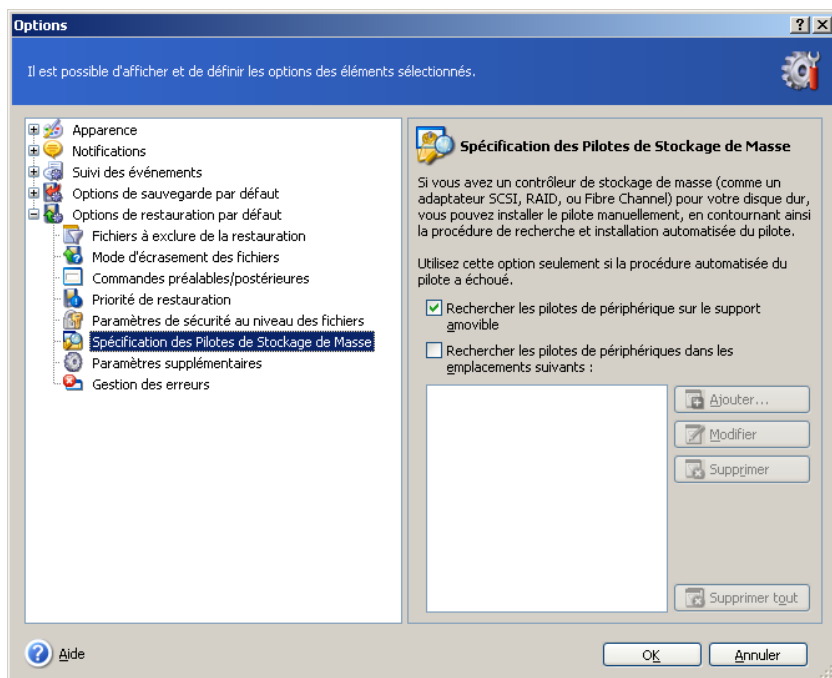 Options
Il est possible d'afficher et de définir les options des éléments sélectionnés.
Apparence
Notifications
Suivi des événements
Options de sauvegarde par défaut
Options de restauration par défaut
Fichiers à exclure de la restauration
Mode d'écrasement des fichiers
Commandes préalables/postérieures
Priorité de restauration
Paramètres de sécurité au niveau des fichiers
Spécification des Pilotes de Stockage de Masse
Paramètres supplémentaires
Gestion des erreurs
Spécification des Pilotes de Stockage de Masse
Si vous avez un contrôleur de stockage de masse (comme un
adaptateur SCSI, RAID, ou Fibre Channel) pour votre disque dur,
vous pouvez installer le pilote manuellement, en contournant ainsi
la procédure de recherche et installation automatisée du pilote.
Utilisez cette option seulement si la procédure automatisée du
pilote a échoué.
Rechercher les pilotes de périphérique sur le support
amovible
Rechercher les pilotes de périphériques dans les
emplacements suivants :
Ajouter...
Modifier
Supprimer
Supprimer tout
Aide
OK
Annuler